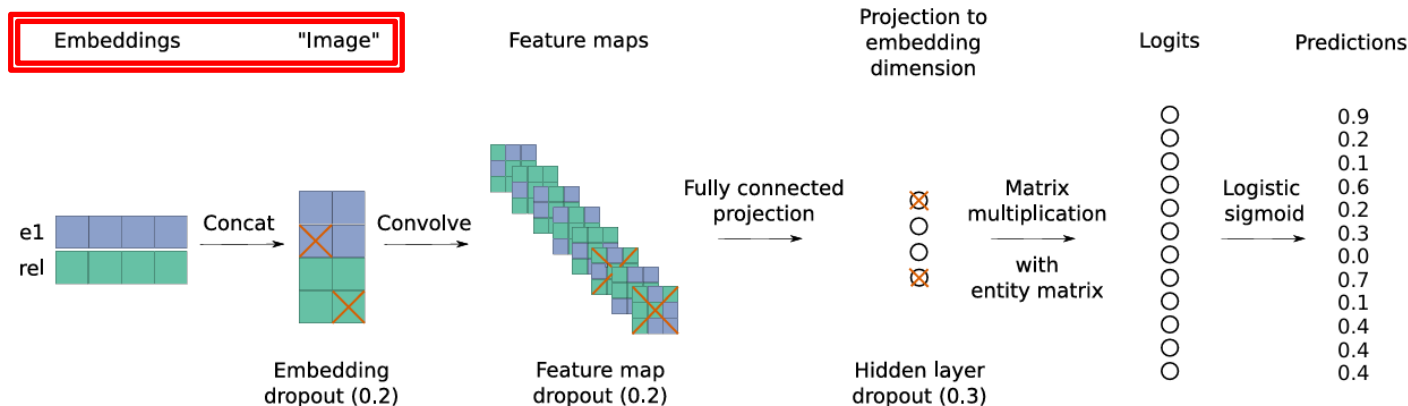 Embeddings
"Image"
Feature maps
Projection to
embedding
dimension
Logits
Predictions
e1
rel
Concat
Convolve
Fully connected
projection
Matrix
multiplication
with
entity matrix
Logistic
sigmoid
0.9
0.2
0.1
0.6
0.2
0.3
0.0
0.7
0.1
0.4
0.4
0.4
Embedding
dropout (0.2)
Feature map
dropout (0.2)
Hidden layer
dropout (0.3)